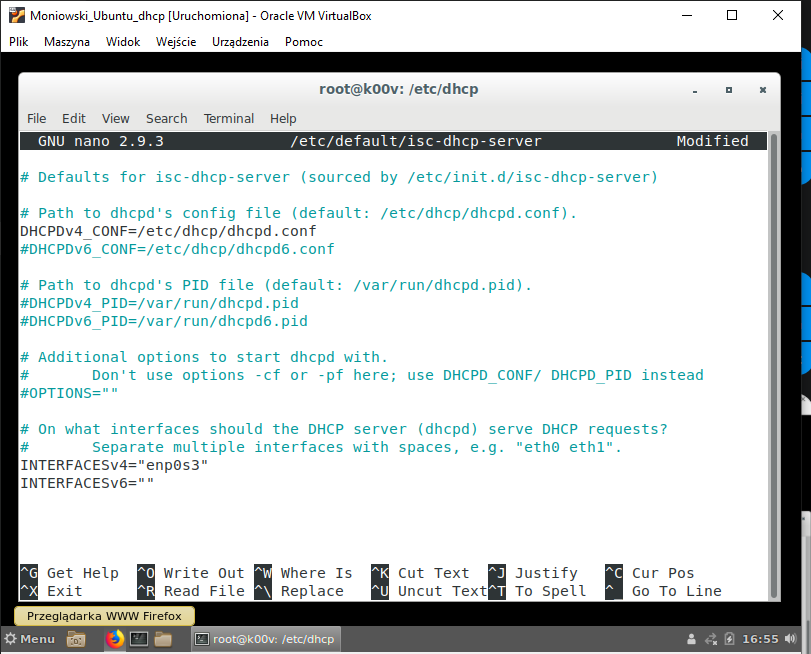 Moniowski_Ubuntu_dhcp [Uruchomiona] - Oracle VM VirtualBox
Plik Maszyna Widok Wejście Urządzenia Pomoc
root@k00v: /etc/dhcp
File Edit View Search Terminal Help
GNU nano 2.9.3 /etc/default/isc-dhcp-server Modified
# Defaults for isc-dhcp-server (sourced by /etc/init.d/isc-dhcp-server)
# Path to dhcpd's config file (default: /etc/dhcp/dhcpd.conf).
DHCPDv4_CONF=/etc/dhcp/dhcpd.conf
#DHCPDv6_CONF=/etc/dhcp/dhcpd6.conf
# Path to dhcpd's PID file (default: /var/run/dhcpd.pid).
#DHCPDv4_PID=/var/run/dhcpd.pid
#DHCPDv6_PID=/var/run/dhcpd6.pid
# Additional options to start dhcpd with.
# Don't use options -cf or -pf here; use DHCPD_CONF/ DHCPD_PID instead
#OPTIONS=""
# On what interfaces should the DHCP server (dhcpd) serve DHCP requests?
# Separate multiple interfaces with spaces, e.g. "eth0 eth1".
INTERFACESv4="enp0s3"
INTERFACESv6=""
^G Get Help ^O Write Out ^W Where Is ^K Cut Text ^J Justify ^C Cur Pos
^X Exit ^R Read File ^\ Replace ^U Uncut Text ^T To Spell ^_ Go To Line
Przeglądarka WWW Firefox
Menu root@k00v: /etc/dhcp 16:55